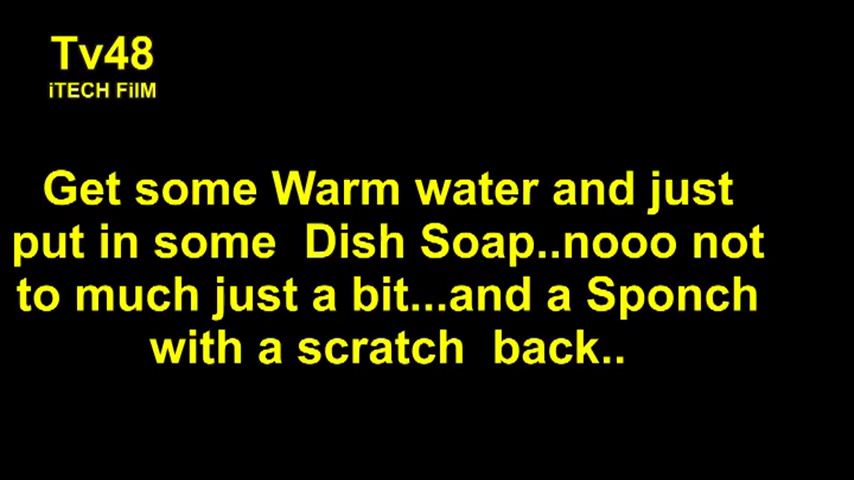 Tv48
iTECH FilM
Get some Warm water and just
put in some  Dish Soap..nooo not
to much just a bit...and a Sponch
with a scratch  back..